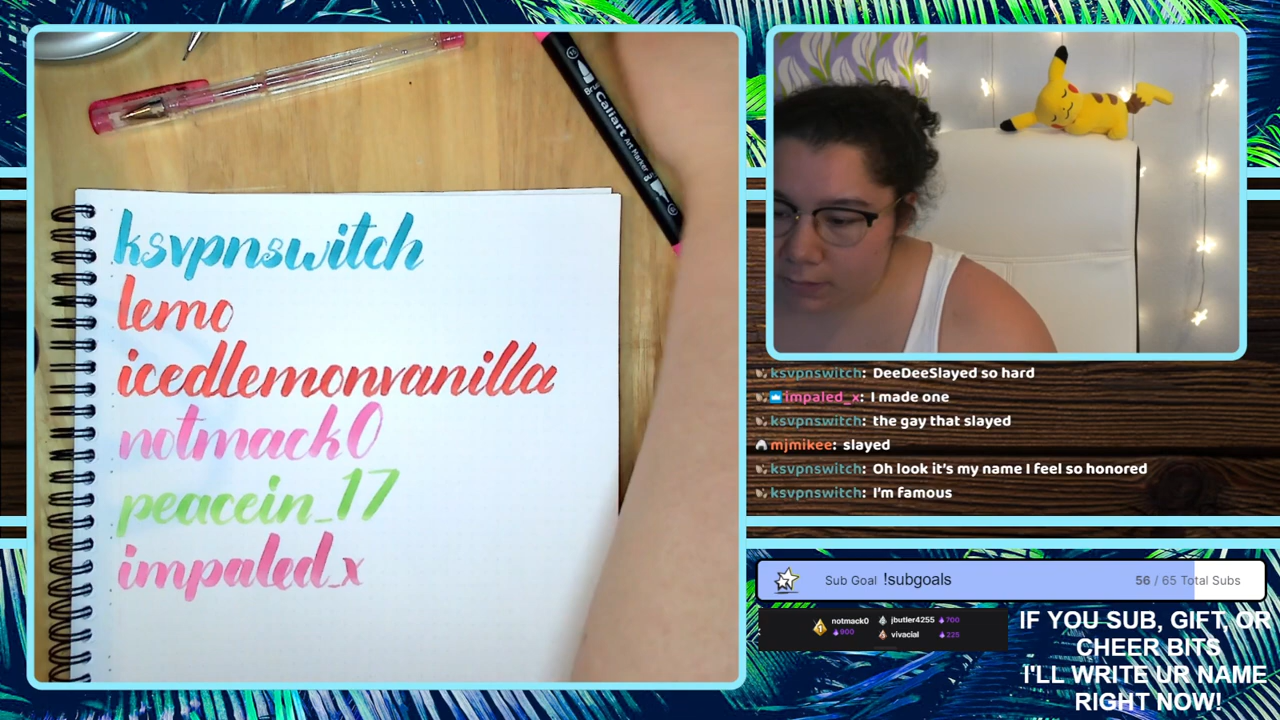 Caliart Art Marker
ksvpnswitch
lemo
icedlemonvanilla
notmack0
peacein_17
impaled_x
ksvpnswitch: DeeDeeSlayed so hard
impaled_x: I made one
ksvpnswitch: the gay that slayed
mjmikee: slayed
ksvpnswitch: Oh look it's my name I feel so honored
ksvpnswitch: I'm famous
Sub Goal !subgoals 56 / 65 Total Subs
1 notmack0 900
jbutler4255 700
vivacial 225
IF YOU SUB, GIFT, OR
CHEER BITS
I'LL WRITE UR NAME
RIGHT NOW!